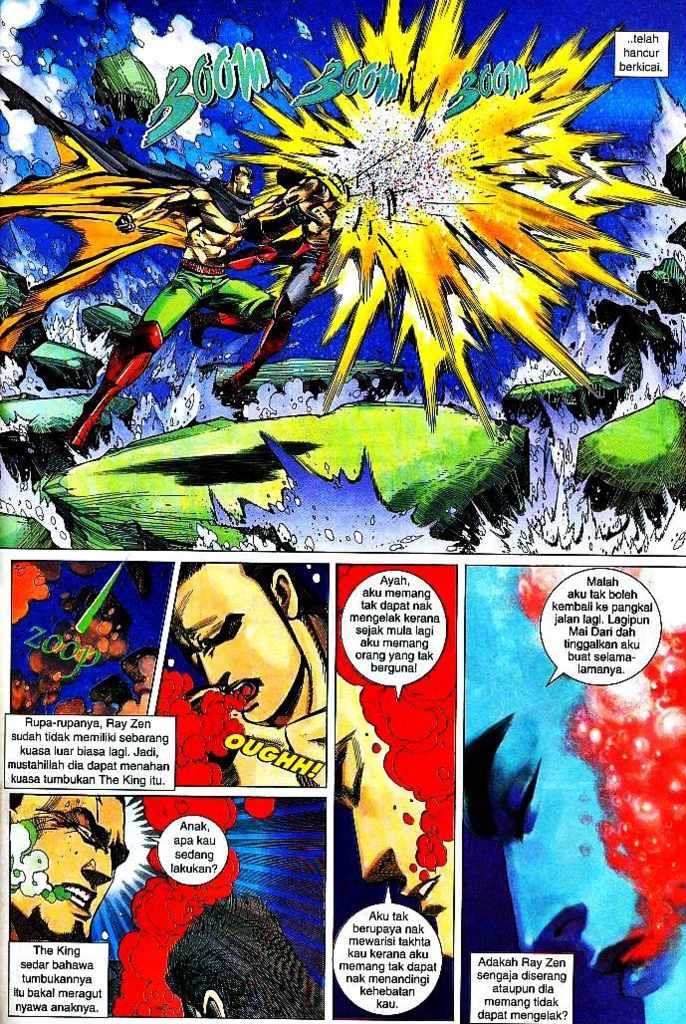 ..telah
hancur
berkicai.
BOOM
BOOM
BOOM
ZOOP
Rupa-rupanya, Ray Zen
sudah tidak memiliki sebarang
kuasa luar biasa lagi. Jadi,
mustahillah dia dapat menahan
kuasa tumbukan The King itu.
OUGHH!
Anak,
apa kau
sedang
lakukan?
The King
sedar bahawa
tumbukannya
itu bakal meragut
nyawa anaknya.
Ayah,
aku memang
tak dapat nak
mengelak kerana
sejak mula lagi
aku memang
orang yang tak
berguna!
Aku tak
berupaya nak
mewarisi takhta
kau kerana aku
memang tak dapat
nak menandingi
kehebatan
kau.
Malah
aku tak boleh
kembali ke pangkal
jalan lagi. Lagipun
Mai Dari dah
tinggalkan aku
buat selama-
lamanya.
Adakah Ray Zen
sengaja diserang
ataupun dia
memang tidak
dapat mengelak?